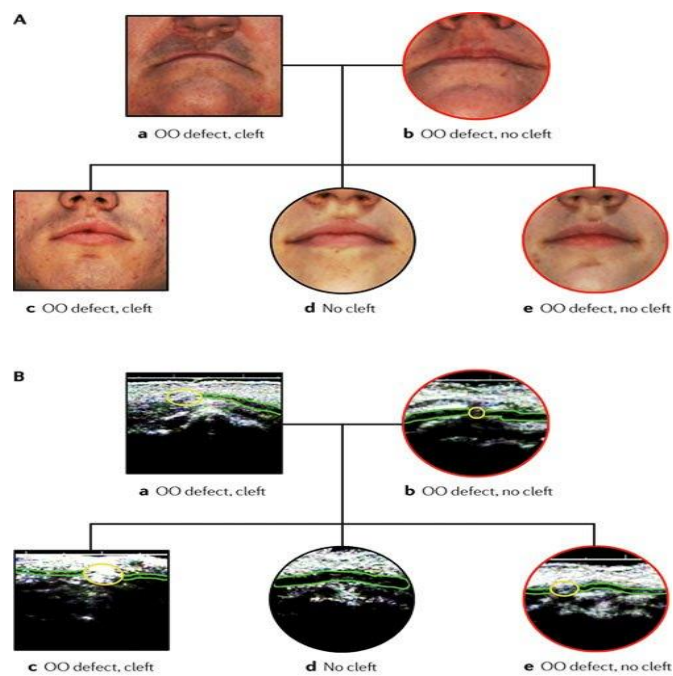 A
a OO defect, cleft
b OO defect, no cleft
c OO defect, cleft
d No cleft
e OO defect, no cleft
B
a OO defect, cleft
b OO defect, no cleft
c OO defect, cleft
d No cleft
e OO defect, no cleft